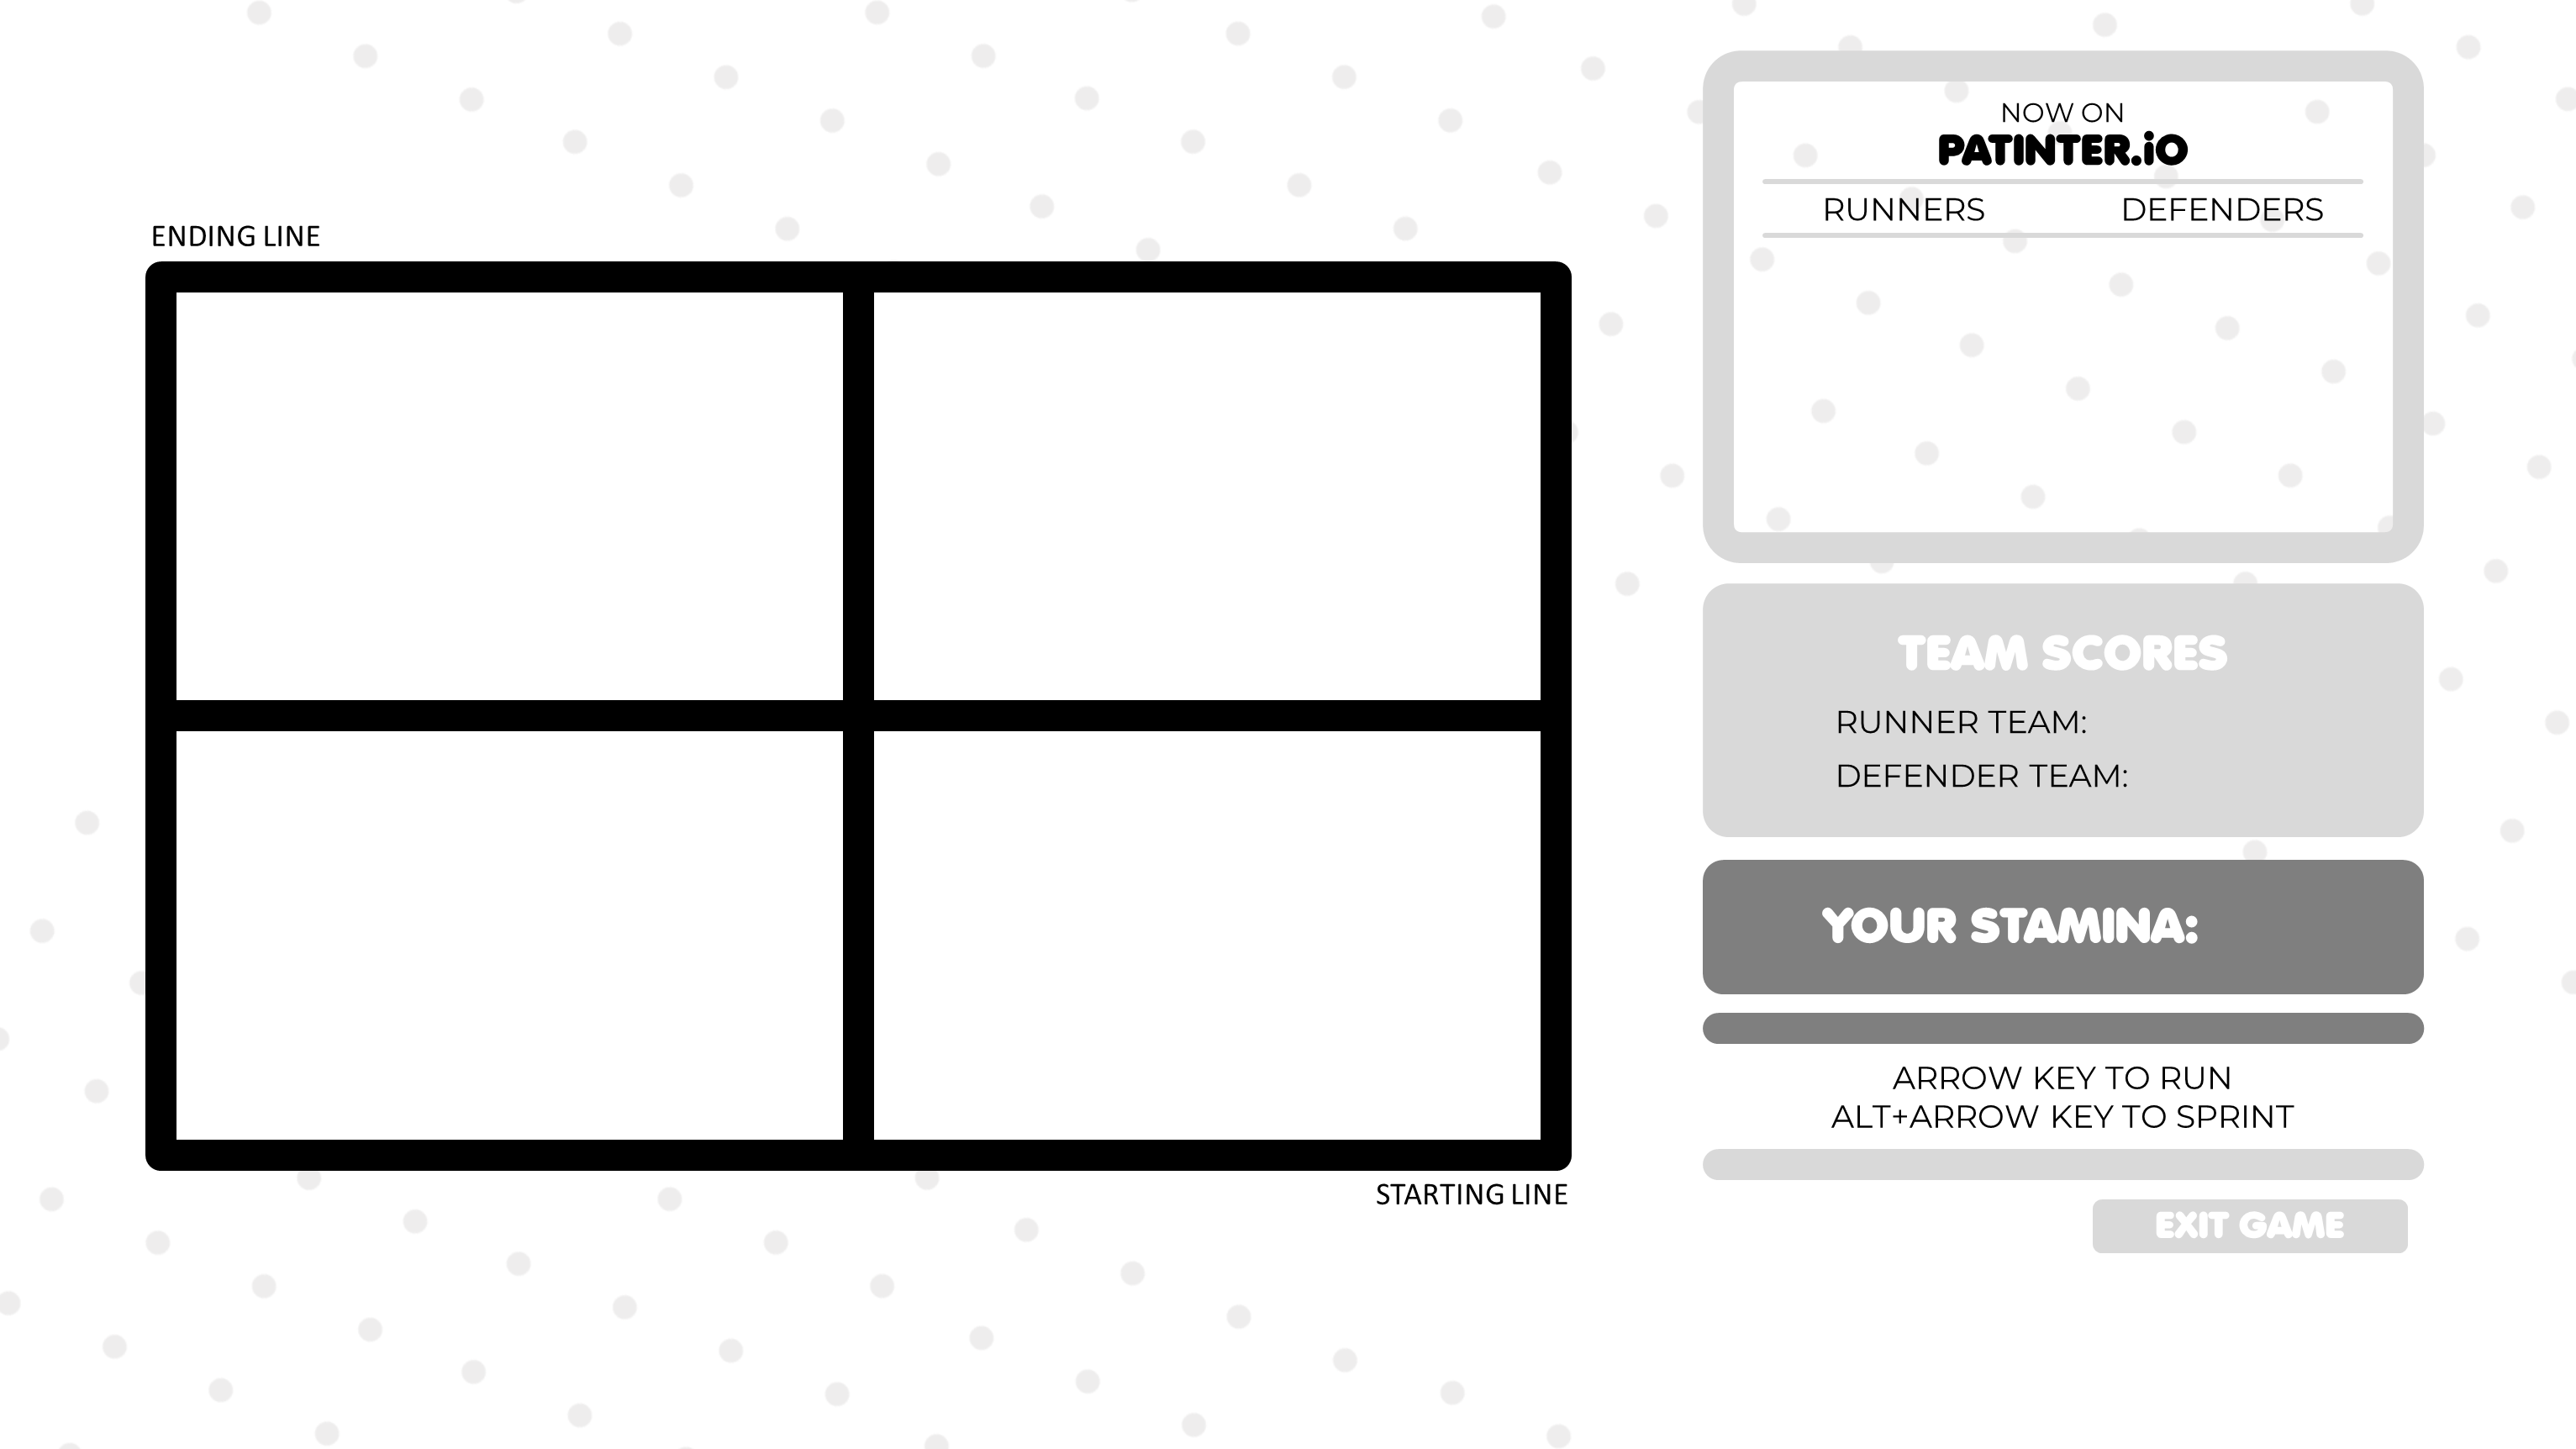 ENDING LINE
STARTING LINE
NOW ON
PATINTER.iO
RUNNERS DEFENDERS
TEAM SCORES
RUNNER TEAM:
DEFENDER TEAM:
YOUR STAMINA:
ARROW KEY TO RUN
ALT+ARROW KEY TO SPRINT
EXIT GAME